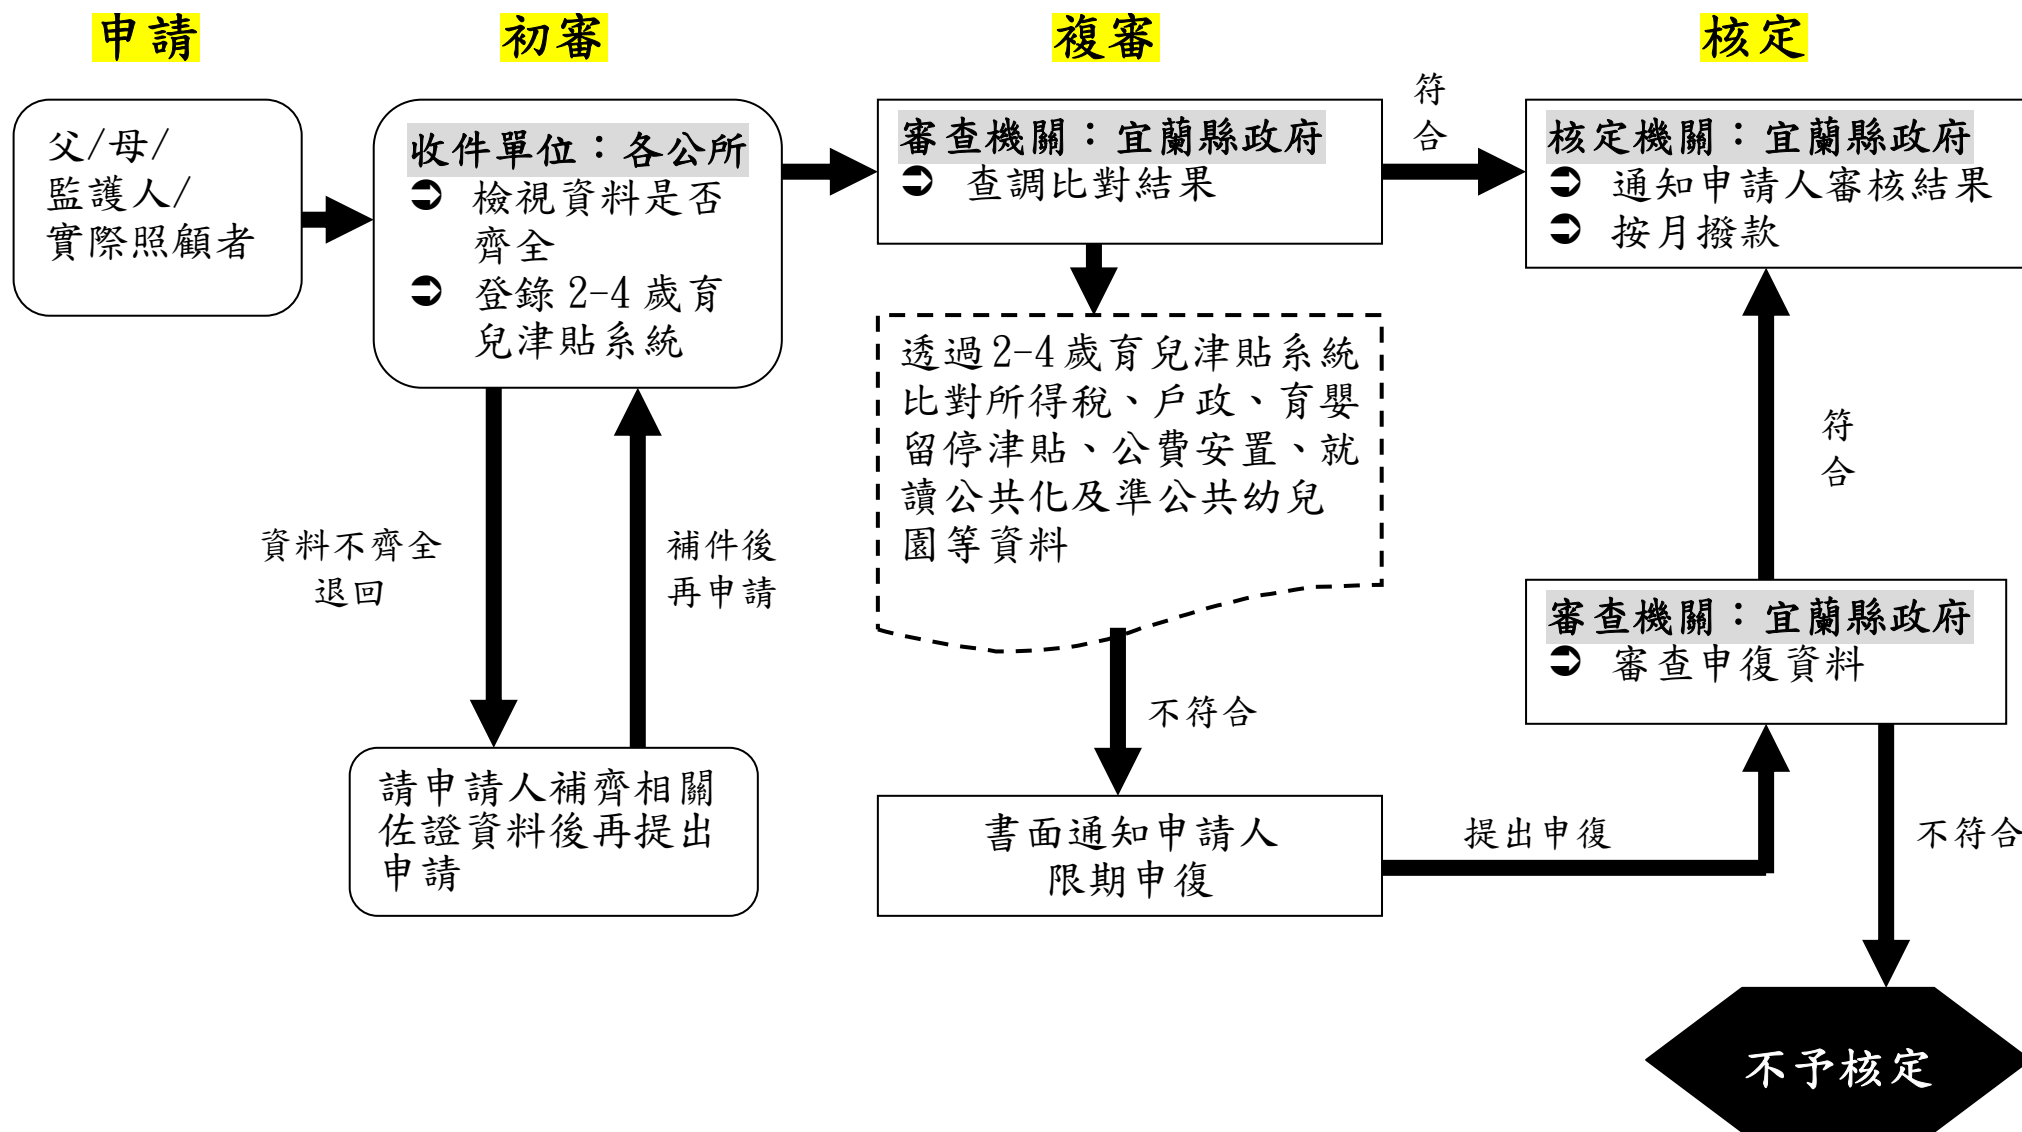 申請
初審
複審
核定
父/母/
監護人/
實際照顧者
收件單位：各公所
➲ 檢視資料是否
齊全
➲ 登錄 2-4 歲育
兒津貼系統
資料不齊全
退回
補件後
再申請
請申請人補齊相關
佐證資料後再提出
申請
審查機關：宜蘭縣政府
➲ 查調比對結果
透過2-4歲育兒津貼系統
比對所得稅、戶政、育嬰
留停津貼、公費安置、就
讀公共化及準公共幼兒
園等資料
不符合
書面通知申請人
限期申復
符
合
核定機關：宜蘭縣政府
➲ 通知申請人審核結果
➲ 按月撥款
符
合
審查機關：宜蘭縣政府
➲ 審查申復資料
提出申復
不符合
不予核定